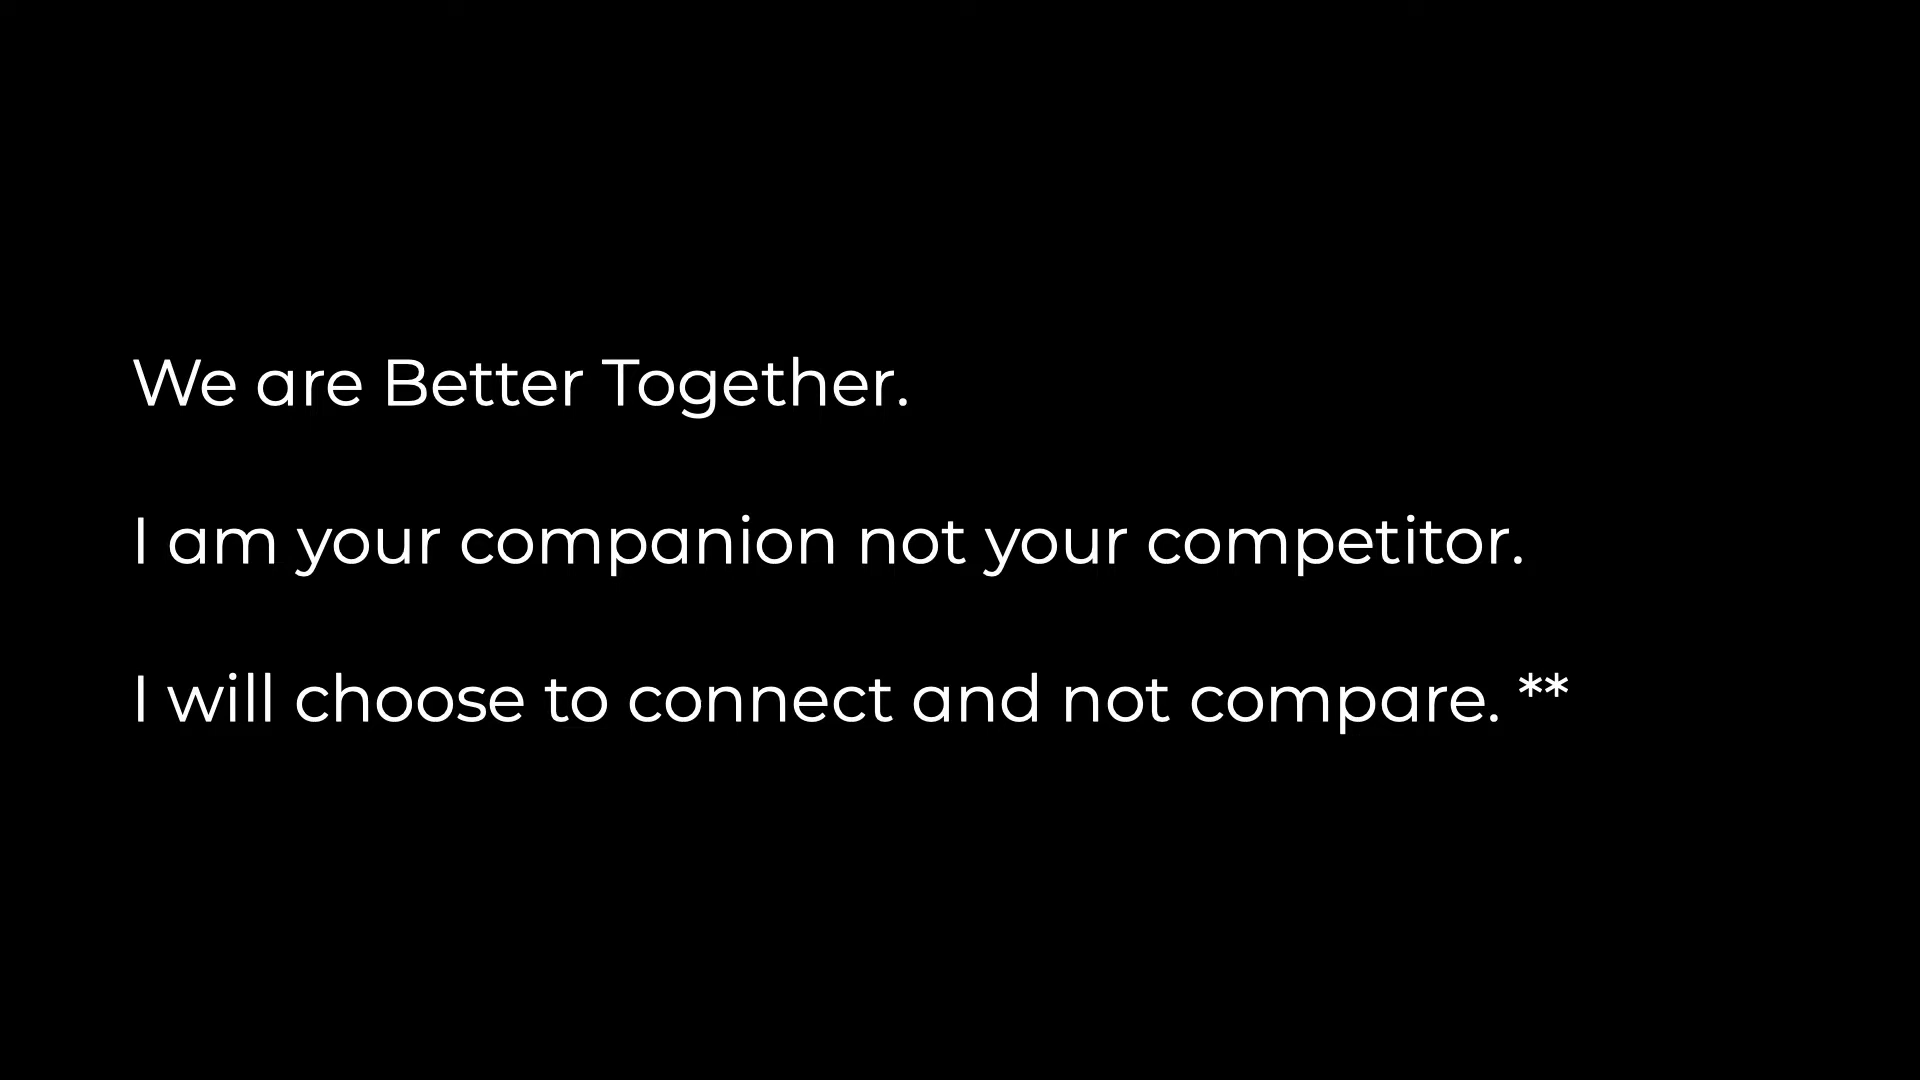 We are Better Together.
I am your companion not your competitor.
I will choose to connect and not compare. **